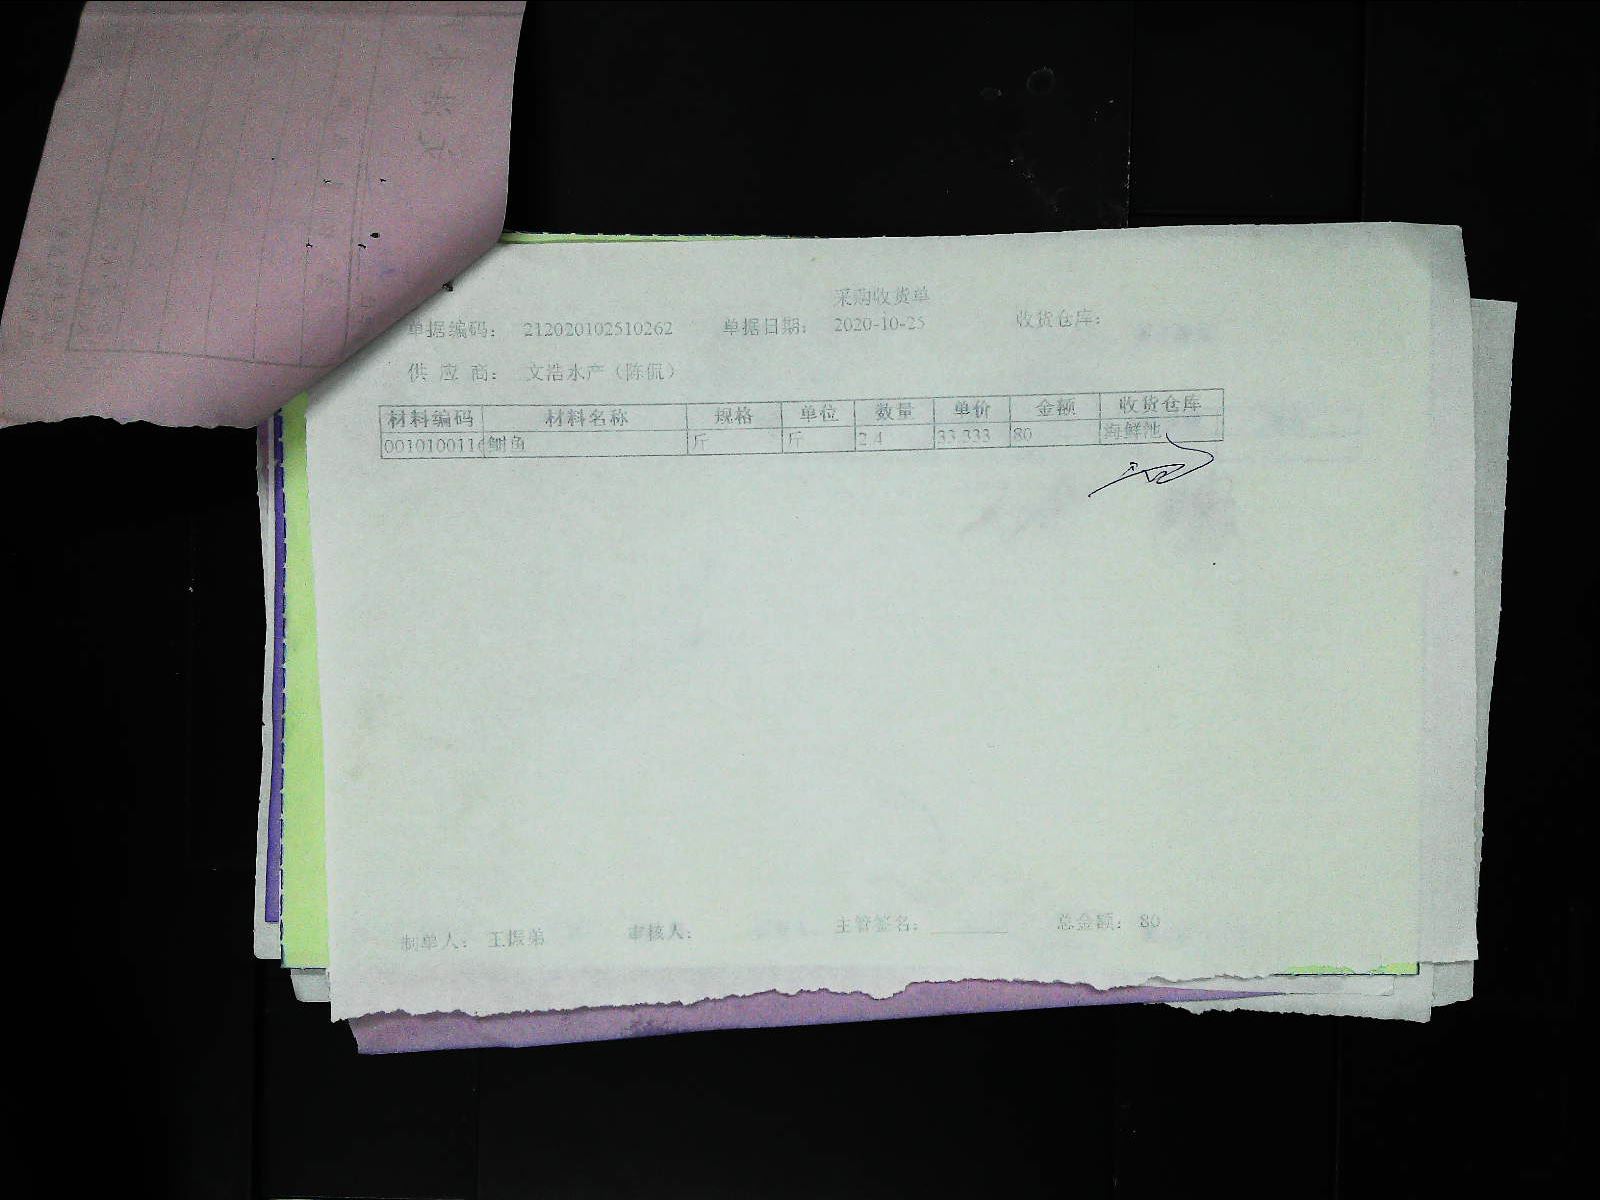 采购收货单
单据编码： 212020102510262 单据日期： 2020-10-25 收货仓库：
供 应 商： 文浩水产（陈侃）
材料编码 材料名称 规格 单位 数量 单价 金额 收货仓库
001010011 鲥鱼 斤 斤 2.4 33.333 80 海鲜池
制单人： 王振弟 审核人： 主管签名： 总金额： 80